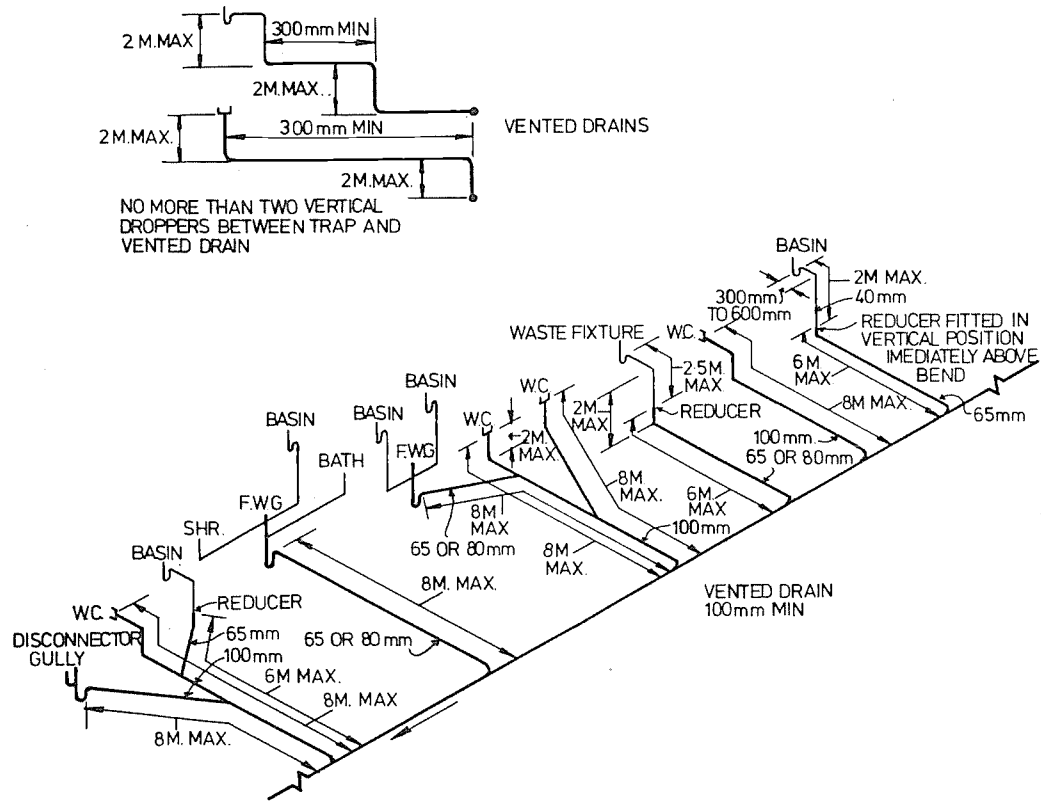 2 M.MAX
300mm MIN
2M.MAX..
2M.MAX.
300mm MIN
2M.MAX.
VENTED DRAINS
NO MORE THAN TWO VERTICAL
DROPPERS BETWEEN TRAP AND
VENTED DRAIN
BASIN
2M MAX.
40mm
300mm
TO 600mm
REDUCER FITTED IN
VERTICAL POSITION
IMEDIATELY ABOVE
BEND
6M
MAX
8M MAX.
65mm
WASTE FIXTURE
W.C.
2.5M.
MAX.
REDUCER
2M
MAX
100mm.
65 OR 80mm
6M.
MAX
W.C
8M.
MAX.
100mm
BASIN
W.C
2M.
MAX
BASIN
F.W.G
8M
MAX
65 OR 80mm
8M
MAX.
BASIN
BATH
F.W.G
SHR.
8M. MAX.
65 OR 80 mm
VENTED DRAIN
100mm MIN
BASIN
REDUCER
W.C.
65mm
DISCONNECTOR
GULLY
100mm
6M MAX.
8M. MAX
8M. MAX.